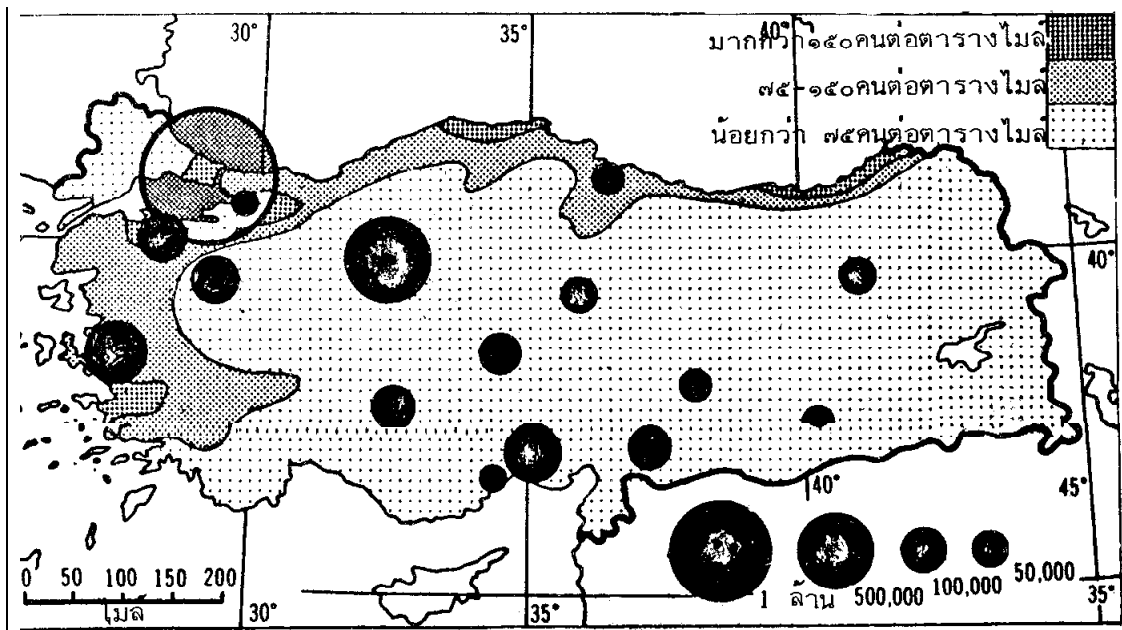 30° 35° 40°
มากกว่า ๑๕๐ คนต่อตารางไมล์
๗๕-๑๕๐ คนต่อตารางไมล์
น้อยกว่า ๗๕ คนต่อตารางไมล์
40°
40° 45°
0 50 100 150 200
ไมล์
1 ล้าน 500,000 100,000 50,000
30° 35° 35°